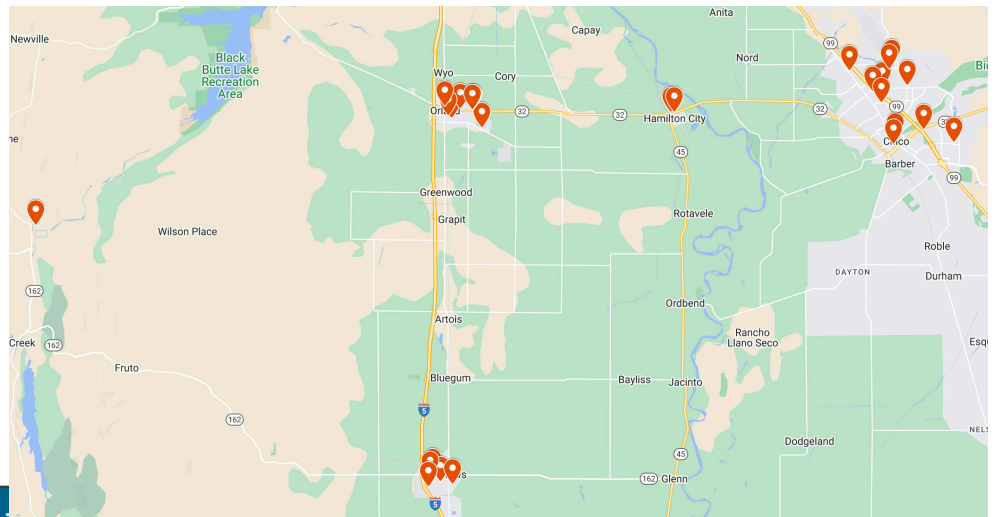 Anita
Newville
Capay
99
Nord
Black
Butte Lake
Recreation
Area
Wyo
Cory
32
32
Hamilton City
32
99
Chico
45
Barber
99
Greenwood
Grapit
Rotavele
Wilson Place
Roble
DAYTON
Durham
162
Ordbend
Artois
Rancho
Llano Seco
Creek
162
Fruto
Bluegum
Bayliss
Jacinto
5
162
Dodgeland
45
162
Glenn
5